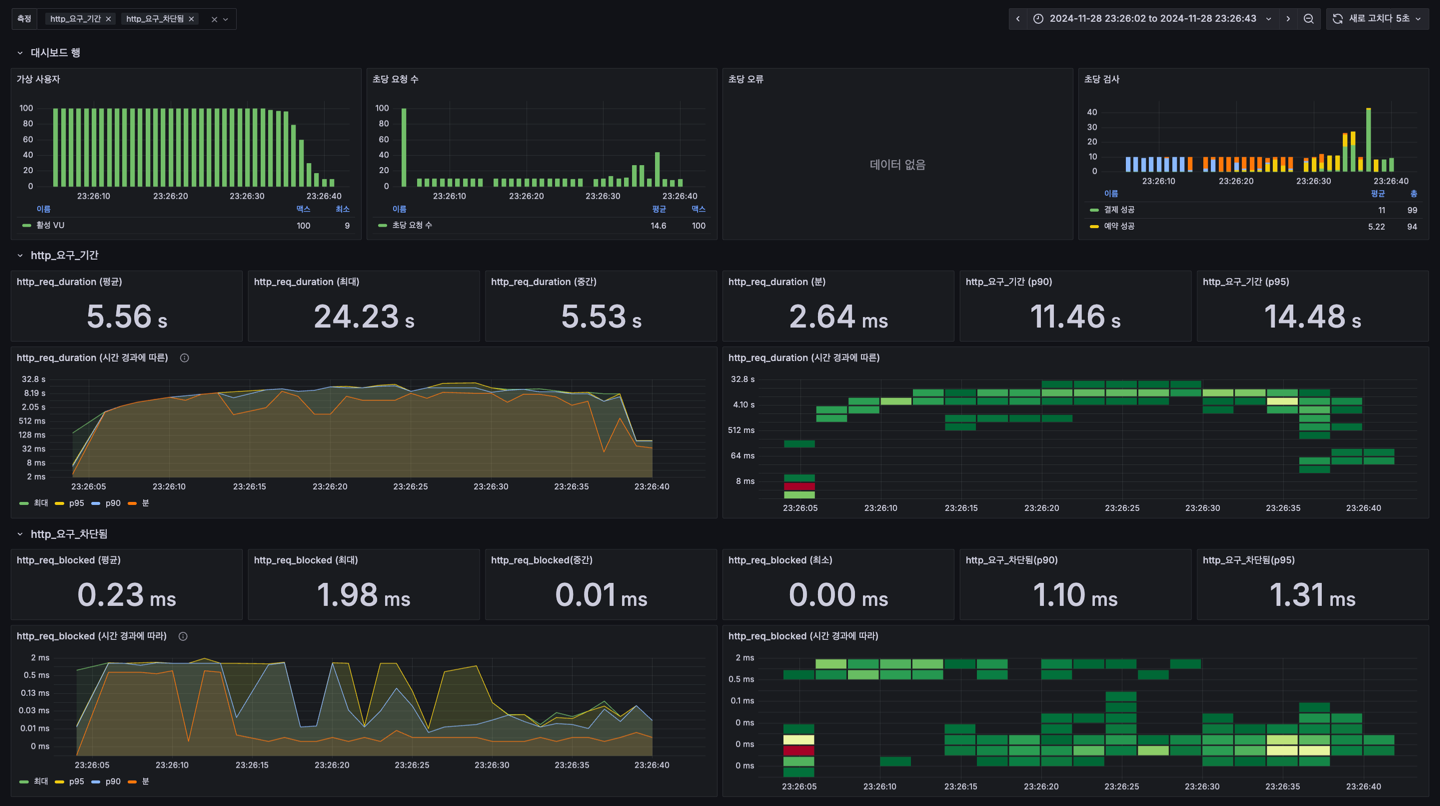 측정 http_요구_기간 × http_요구_차단됨 × ×
2024-11-28 23:26:02 to 2024-11-28 23:26:43 새로 고치다 5초
대시보드 행
가상 사용자
100
80
60
40
20
0
23:26:10 23:26:20 23:26:30 23:26:40
이름 맥스 최소
활성 VU 100 9
초당 요청 수
100
80
60
40
20
0
23:26:10 23:26:20 23:26:30 23:26:40
이름 평균 맥스
초당 요청 수 14.6 100
초당 오류
데이터 없음
초당 검사
40
30
20
10
0
23:26:10 23:26:20 23:26:30 23:26:40
이름 평균 총
결제 성공 11 99
예약 성공 5.22 94
http_요구_기간
http_req_duration (평균)
5.56 s
http_req_duration (최대)
24.23 s
http_req_duration (중간)
5.53 s
http_req_duration (분)
2.64 ms
http_요구_기간 (p90)
11.46 s
http_요구_기간 (p95)
14.48 s
http_req_duration (시간 경과에 따른)
32.8 s
8.19 s
2.05 s
512 ms
128 ms
32 ms
8 ms
2 ms
23:26:05 23:26:10 23:26:15 23:26:20 23:26:25 23:26:30 23:26:35 23:26:40
최대 p95 p90 분
http_req_duration (시간 경과에 따른)
32.8 s
4.10 s
512 ms
64 ms
8 ms
23:26:05 23:26:10 23:26:15 23:26:20 23:26:25 23:26:30 23:26:35 23:26:40
http_요구_차단됨
http_req_blocked (평균)
0.23 ms
http_req_blocked (최대)
1.98 ms
http_req_blocked(중간)
0.01 ms
http_req_blocked (최소)
0.00 ms
http_요구_차단됨(p90)
1.10 ms
http_요구_차단됨(p95)
1.31 ms
http_req_blocked (시간 경과에 따라)
2 ms
0.5 ms
0.13 ms
0.03 ms
0.01 ms
0 ms
23:26:05 23:26:10 23:26:15 23:26:20 23:26:25 23:26:30 23:26:35 23:26:40
최대 p95 p90 분
http_req_blocked (시간 경과에 따라)
2 ms
0.5 ms
0.1 ms
0 ms
0 ms
0 ms
23:26:05 23:26:10 23:26:15 23:26:20 23:26:25 23:26:30 23:26:35 23:26:40